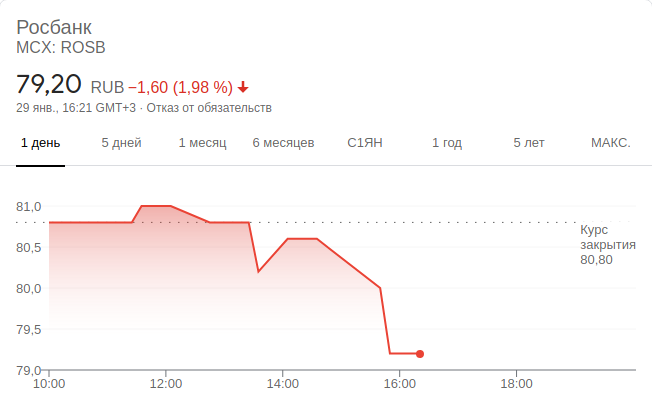 Росбанк
MCX: ROSB
79,20 RUB −1,60 (1,98 %)
29 янв., 16:21 GMT+3 · Отказ от обязательств
1 день 5 дней 1 месяц 6 месяцев С1ЯН 1 год 5 лет МАКС.
81,0
80,5
80,0
79,5
79,0
Курс
закрытия
80,80
10:00 12:00 14:00 16:00 18:00